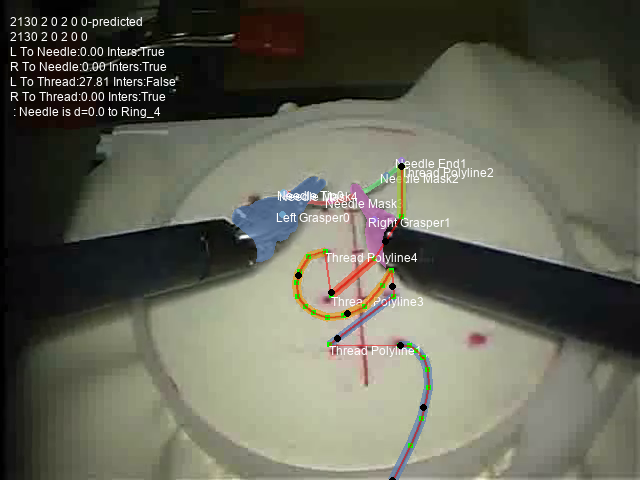 2130 2 0 2 0 0-predicted
2130 2 0 2 0 0
L To Needle:0.00 Inters:True
R To Needle:0.00 Inters:True
L To Thread:27.81 Inters:False
R To Thread:0.00 Inters:True
: Needle is d=0.0 to Ring_4
Needle End1
Thread Polyline2
Needle Mask2
Needle Mask4
Needle Mask3
Left Grasper0
Right Grasper1
Thread Polyline4
Thread Polyline3
Thread Polyline1